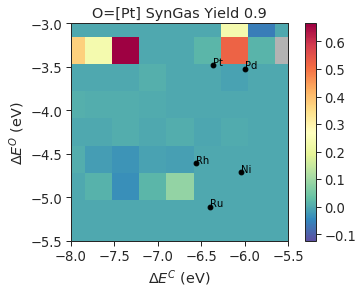 O=[Pt] SynGas Yield 0.9
−3.0
−3.5
−4.0
−4.5
−5.0
−5.5
ΔE^O (eV)
Pt
Pd
Rh
Ni
Ru
−8.0 −7.5 −7.0 −6.5 −6.0 −5.5
ΔE^C (eV)
0.6
0.5
0.4
0.3
0.2
0.1
0.0
−0.1